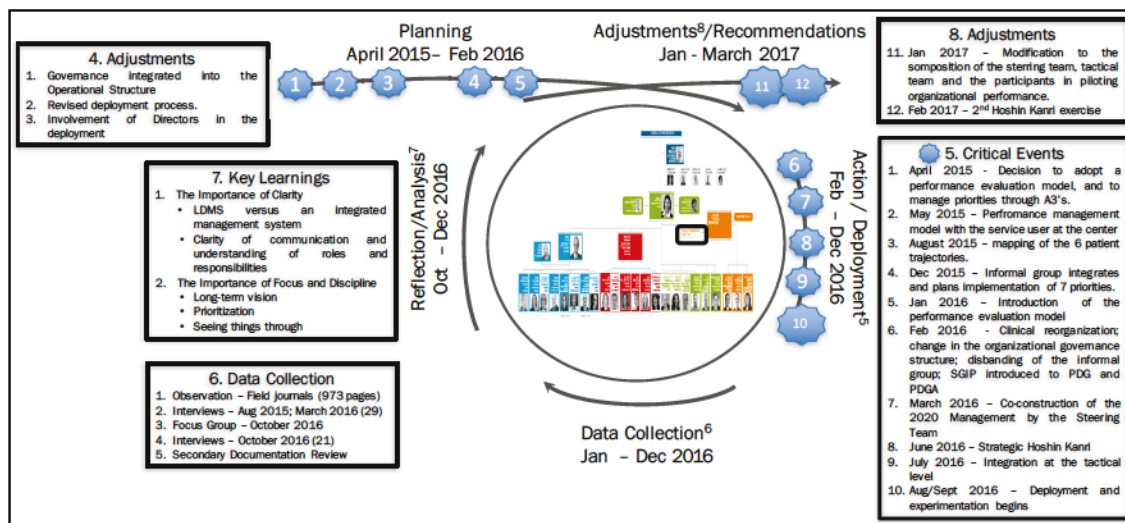 Planning
April 2015– Feb 2016
Adjustments⁸/Recommendations
Jan - March 2017
4. Adjustments
1. Governance integrated into the
Operational Structure
2. Revised deployment process.
3. Involvement of Directors in the
deployment
1
2
3
4
5
11
12
8. Adjustments
11. Jan 2017 – Modification to the
somposition of the sterring team, tactical
team and the participants in piloting
organizational performance.
12. Feb 2017 – 2nd Hoshin Kanri exercise
7. Key Learnings
1. The Importance of Clarity
• LDMS versus an integrated
management system
• Clarity of communication and
understanding of roles and
responsibilities
2. The Importance of Focus and Discipline
• Long-term vision
• Prioritization
• Seeing things through
Reflection/Analysis⁷
Oct – Dec 2016
6
7
8
9
10
Action / Deployment⁵
Feb – Dec 2016
5. Critical Events
1. April 2015 - Decision to adopt a
performance evaluation model, and to
manage priorities through A3's.
2. May 2015 – Perfromance management
model with the service user at the center
3. August 2015 – mapping of the 6 patient
trajectories.
4. Dec 2015 – Informal group integrates
and plans implementation of 7 priorities.
5. Jan 2016 – Introduction of the
performance evaluation model
6. Feb 2016 - Clinical reorganization;
change in the organizational governance
structure; disbanding of the informal
group; SGIP introduced to PDG and
PDGA
7. March 2016 – Co-construction of the
2020 Management by the Steering
Team
8. June 2016 – Strategic Hoshin Kanri
9. July 2016 – Integration at the tactical
level
10. Aug/Sept 2016 – Deployment and
experimentation begins
6. Data Collection
1. Observation – Field journals (973 pages)
2. Interviews – Aug 2015; March 2016 (29)
3. Focus Group – October 2016
4. Interviews – October 2016 (21)
5. Secondary Documentation Review
Data Collection⁶
Jan – Dec 2016